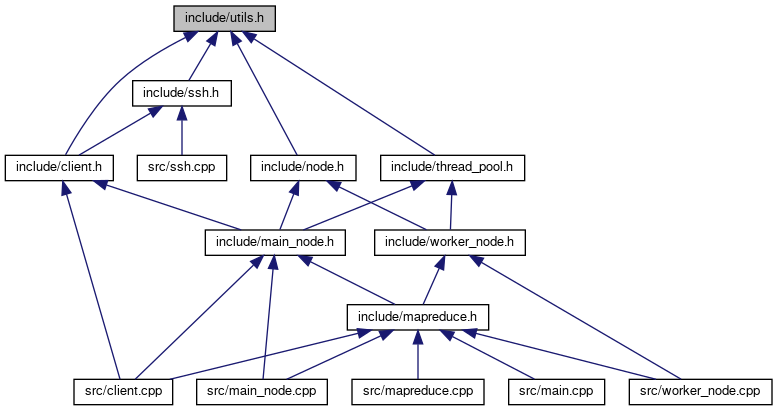 include/utils.h
include/ssh.h
include/client.h
src/ssh.cpp
include/node.h
include/thread_pool.h
include/main_node.h
include/worker_node.h
include/mapreduce.h
src/client.cpp
src/main_node.cpp
src/mapreduce.cpp
src/main.cpp
src/worker_node.cpp